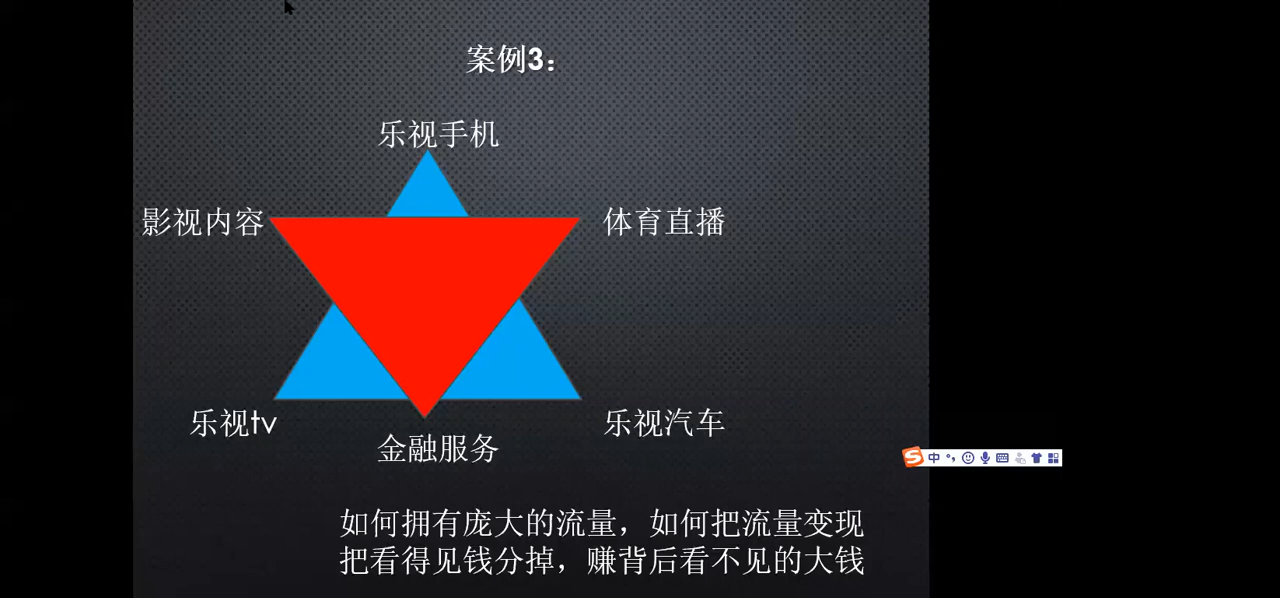 案例3：
乐视手机
影视内容
体育直播
乐视tv
乐视汽车
金融服务
中
如何拥有庞大的流量，如何把流量变现
把看得见钱分掉，赚背后看不见的大钱